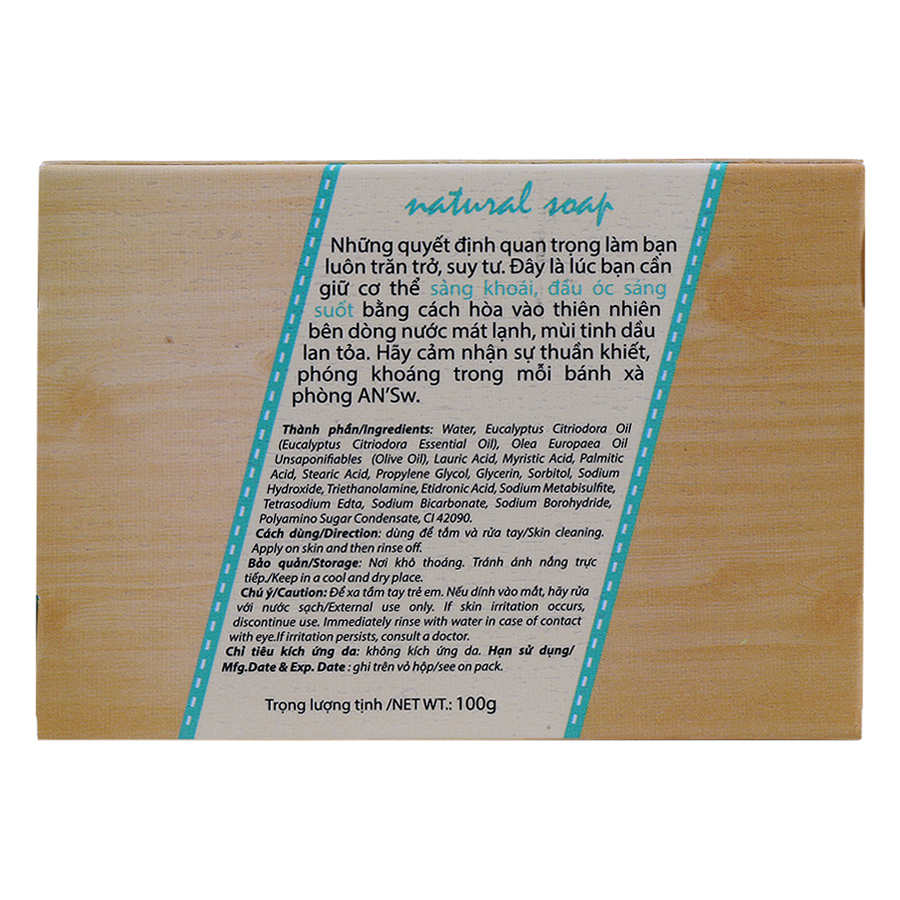 natural soap
Những quyết định quan trọng làm bạn
luôn trăn trở, suy tư. Đây là lúc bạn cần
giữ cơ thể sảng khoái, đầu óc sáng
suốt bằng cách hòa vào thiên nhiên
bên dòng nước mát lạnh, mùi tinh dầu
lan tỏa. Hãy cảm nhận sự thuần khiết,
phóng khoáng trong mỗi bánh xà
phòng AN'Sw.
Thành phần/Ingredients: Water, Eucalyptus Citriodora Oil
(Eucalyptus Citriodora Essential Oil), Olea Europaea Oil
Unsaponifiables (Olive Oil), Lauric Acid, Myristic Acid, Palmitic
Acid, Stearic Acid, Propylene Glycol, Glycerin, Sorbitol, Sodium
Hydroxide, Triethanolamine, Etidronic Acid, Sodium Metabisulfite,
Tetrasodium Edta, Sodium Bicarbonate, Sodium Borohydride,
Polyamino Sugar Condensate, CI 42090.
Cách dùng/Direction: dùng để tắm và rửa tay/Skin cleaning.
Apply on skin and then rinse off.
Bảo quản/Storage: Nơi khô thoáng. Tránh ánh nắng trực
tiếp./Keep in a cool and dry place.
Chú ý/Caution: Để xa tầm tay trẻ em. Nếu dính vào mắt, hãy rửa
với nước sạch/External use only. If skin irritation occurs,
discontinue use. Immediately rinse with water in case of contact
with eye.If irritation persists, consult a doctor.
Chỉ tiêu kích ứng da: không kích ứng da. Hạn sử dụng/
Mfg.Date & Exp. Date : ghi trên vỏ hộp/see on pack.
Trọng lượng tịnh /NET WT.: 100g